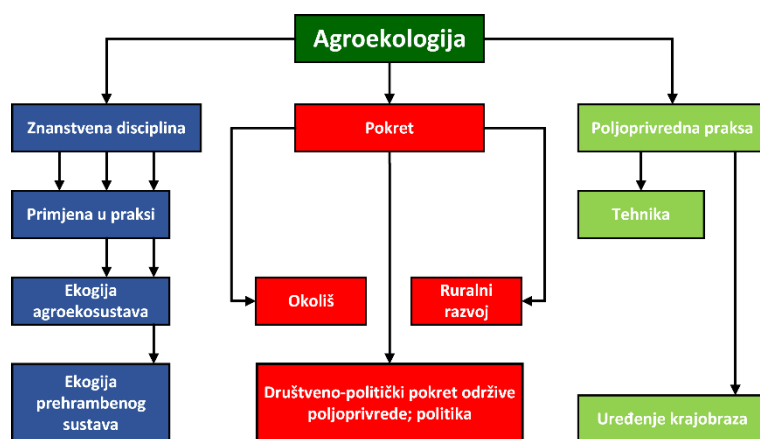 Agroekologija
Znanstvena disciplina
Pokret
Poljoprivredna praksa
Primjena u praksi
Tehnika
Ekogija
agroekosustava
Okoliš
Ruralni
razvoj
Ekogija
prehrambenog
sustava
Društveno-politički pokret održive
poljoprivrede; politika
Uređenje krajobraza